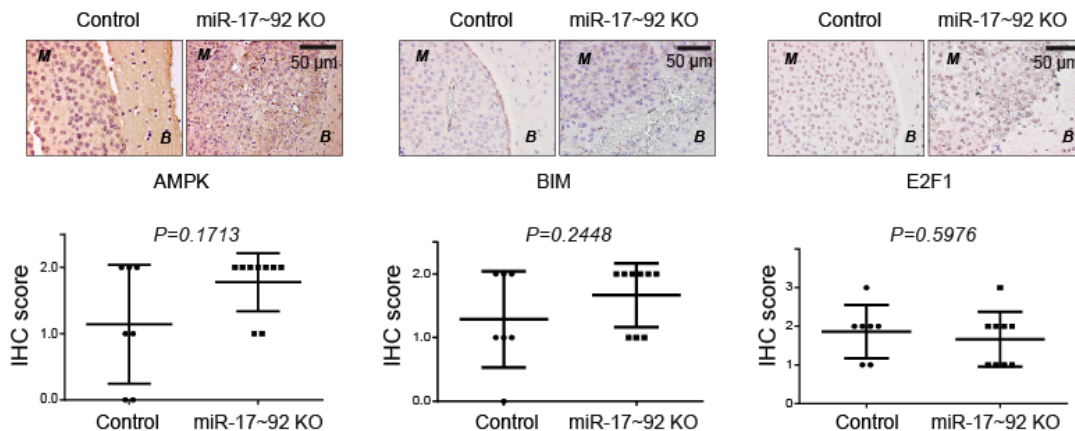 Control miR-17~92 KO Control miR-17~92 KO Control miR-17~92 KO
M 50 µm B M 50 µm B M 50 µm B
AMPK BIM E2F1
P=0.1713 P=0.2448 P=0.5976
IHC score
2.0
1.0
0.0
Control miR-17~92 KO
IHC score
2.0
1.0
0.0
Control miR-17~92 KO
IHC score
3
2
1
0
Control miR-17~92 KO